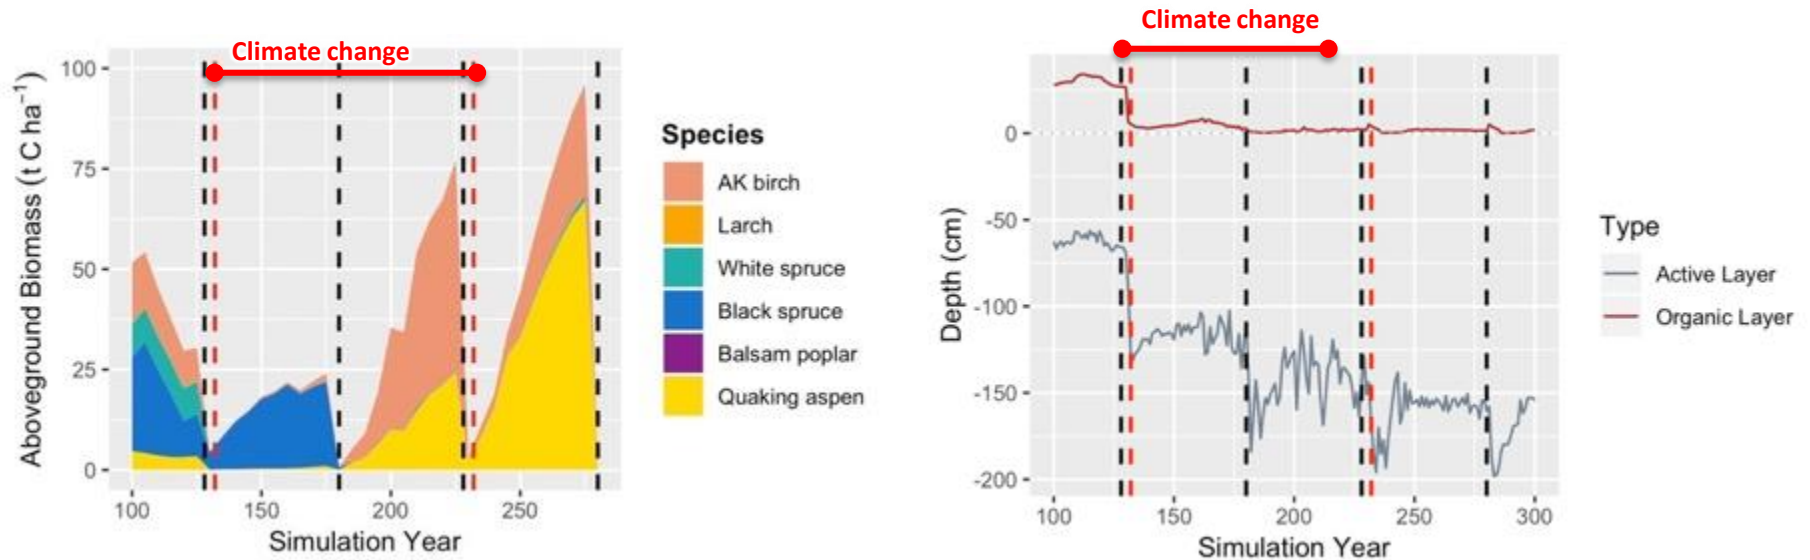 Climate change
Aboveground Biomass (t C ha⁻¹)
100
75
50
25
0
100
150
200
250
Simulation Year
Species
AK birch
Larch
White spruce
Black spruce
Balsam poplar
Quaking aspen
Climate change
Depth (cm)
0
-50
-100
-150
-200
100
150
200
250
300
Simulation Year
Type
Active Layer
Organic Layer